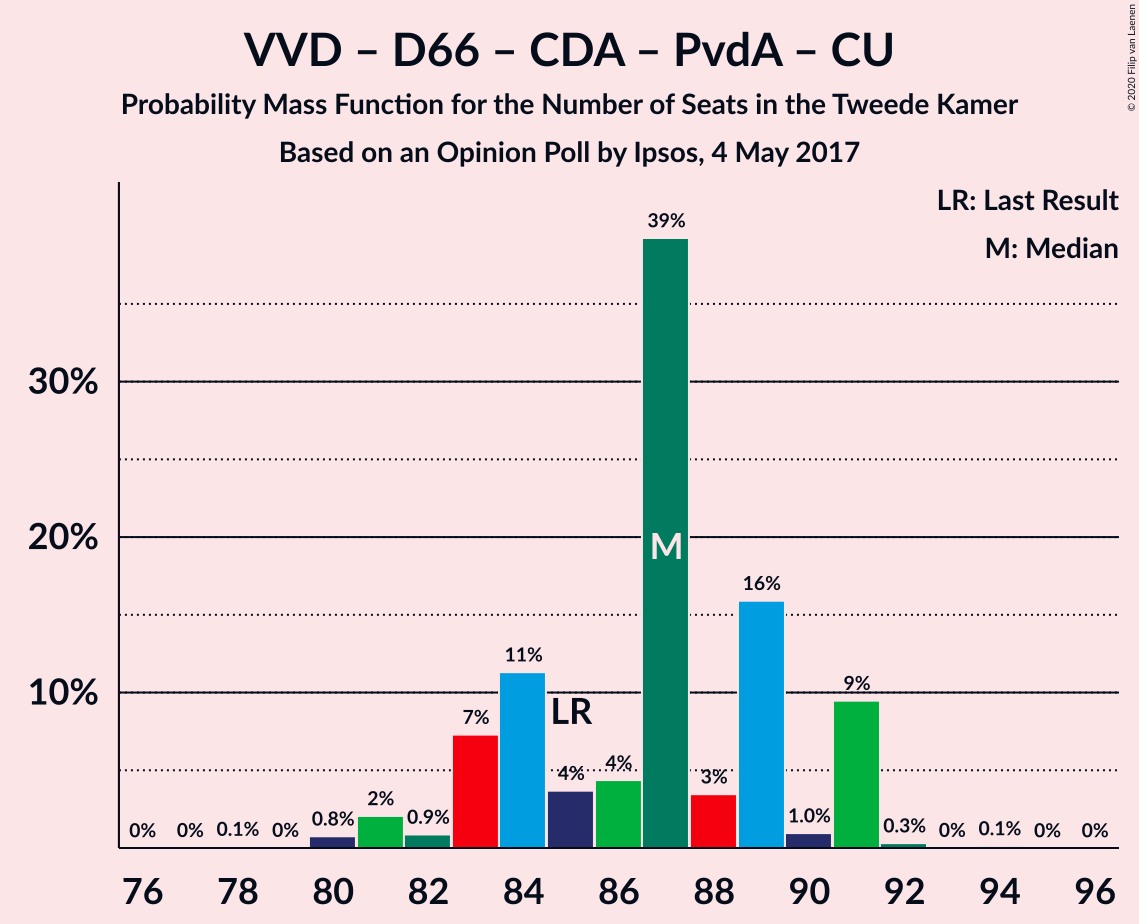 VVD – D66 – CDA – PvdA – CU
Probability Mass Function for the Number of Seats in the Tweede Kamer
Based on an Opinion Poll by Ipsos, 4 May 2017
© 2020 Filip van Laenen
LR: Last Result
M: Median
39%
30%
20%
M
16%
11%
10%
LR
9%
7%
4%
4%
3%
2%
0% 0% 0.1% 0% 0.8% 0.9% 1.0% 0.3% 0% 0.1% 0% 0%
76 78 80 82 84 86 88 90 92 94 96